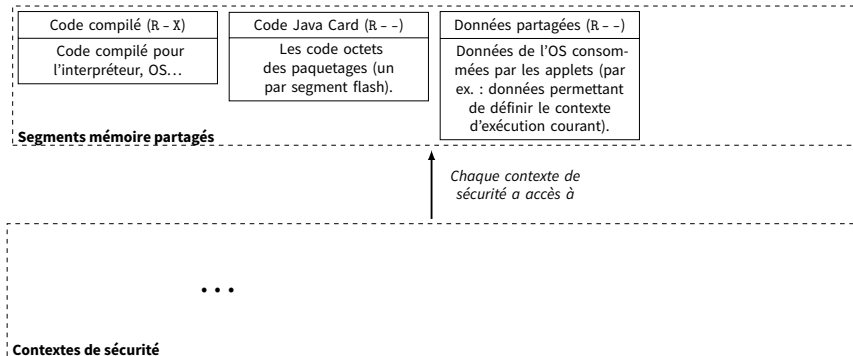 Code compilé (R – X)
Code compilé pour
l'interpréteur, OS…
Code Java Card (R – –)
Les code octets
des paquetages (un
par segment flash).
Données partagées (R – –)
Données de l'OS consom-
mées par les applets (par
ex. : données permettant
de définir le contexte
d'exécution courant).
Segments mémoire partagés
Chaque contexte de
sécurité a accès à
...
Contextes de sécurité